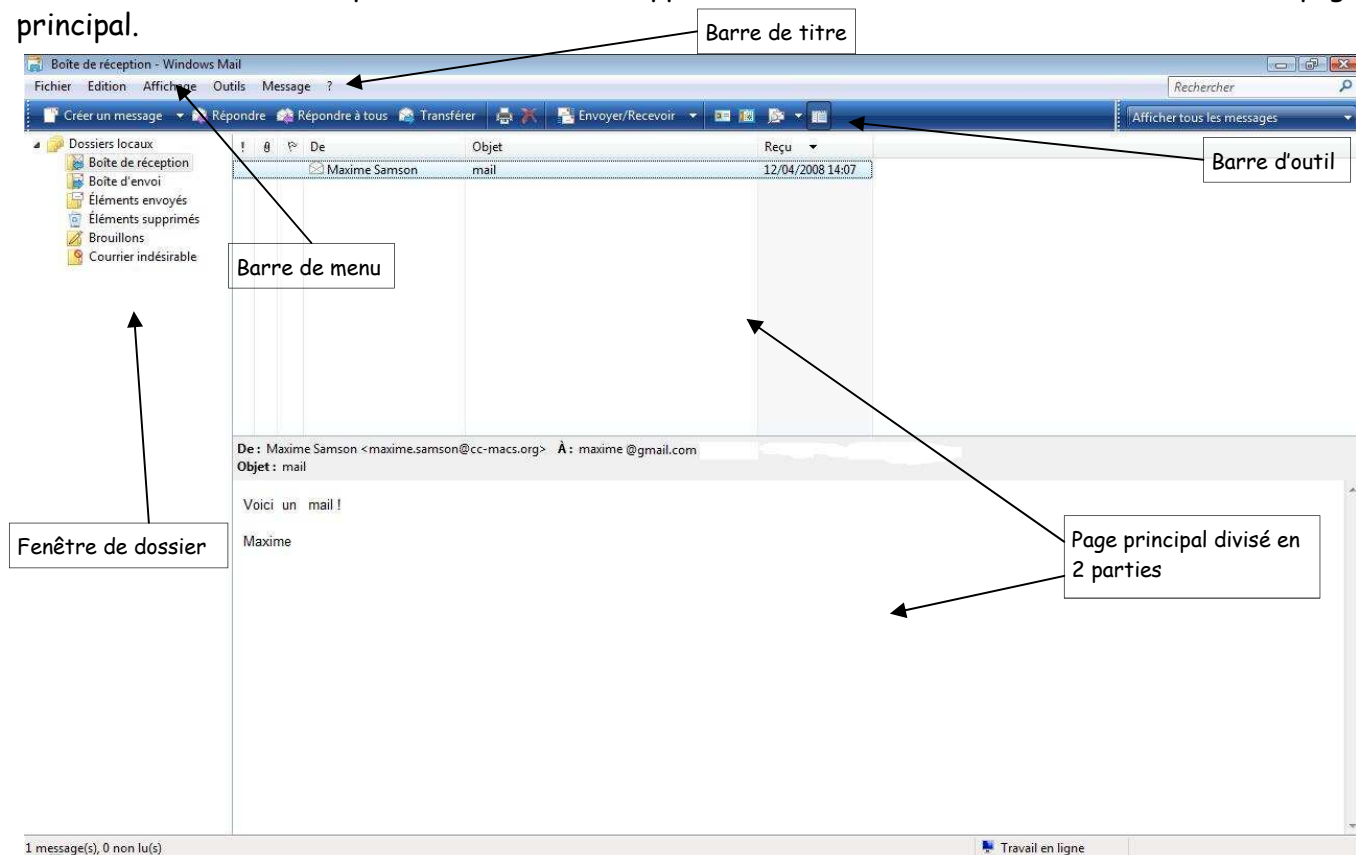 principal.
Barre de titre
Boîte de réception - Windows Mail
Fichier Edition Affichage Outils Message ?
Rechercher
Créer un message Répondre Répondre à tous Transférer Envoyer/Recevoir
Afficher tous les messages
Dossiers locaux
Boîte de réception
Boîte d'envoi
Éléments envoyés
Éléments supprimés
Brouillons
Courrier indésirable
! De Objet Reçu
Maxime Samson mail 12/04/2008 14:07
Barre d'outil
Barre de menu
De : Maxime Samson <maxime.samson@cc-macs.org> À : maxime @gmail.com
Objet : mail
Voici un mail !
Maxime
Fenêtre de dossier
Page principal divisé en
2 parties
1 message(s), 0 non lu(s)
Travail en ligne